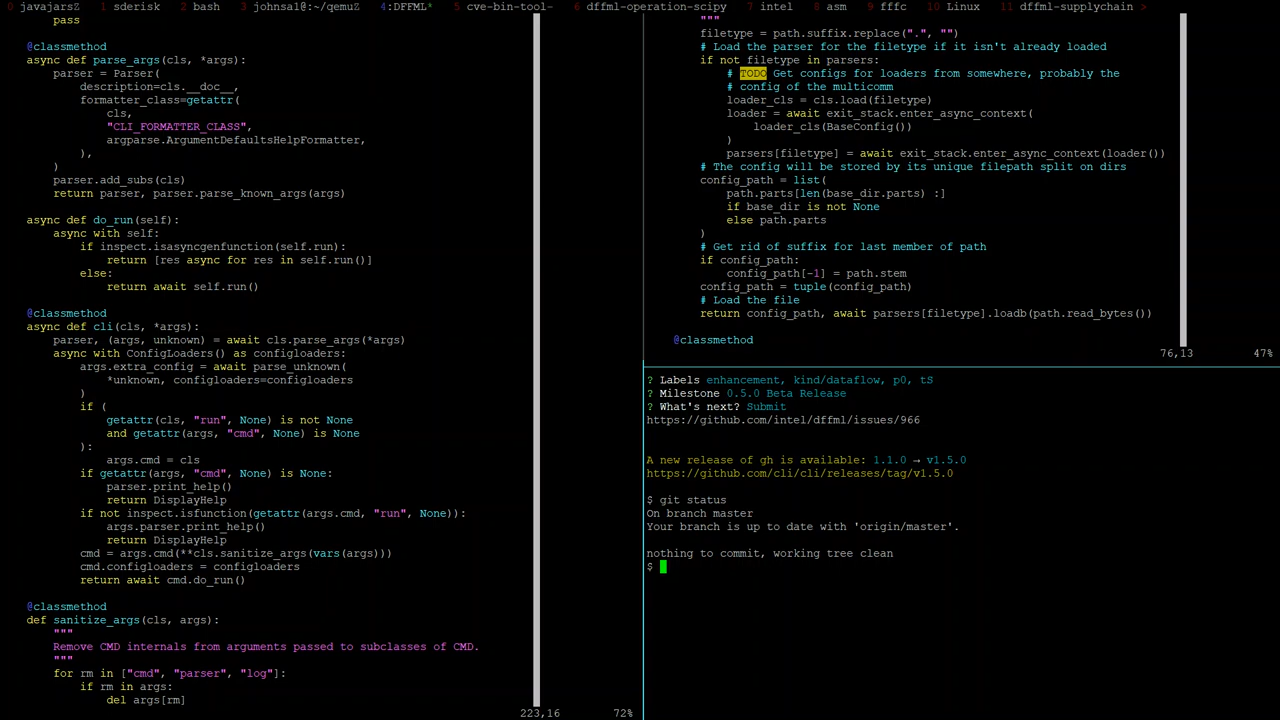 0 javajarsZ  1 sderisk  2 bash  3 johnsal@:~/qemuZ  4:DFFML*  5 cve-bin-tool-  6 dffml-operation-scipy  7 intel  8 asm  9 fffc  10 Linux  11 dffml-supplychain >
        pass

    @classmethod
    async def parse_args(cls, *args):
        parser = Parser(
            description=cls.__doc__,
            formatter_class=getattr(
                cls,
                "CLI_FORMATTER_CLASS",
                argparse.ArgumentDefaultsHelpFormatter,
            ),
        )
        parser.add_subs(cls)
        return parser, parser.parse_known_args(args)

    async def do_run(self):
        async with self:
            if inspect.isasyncgenfunction(self.run):
                return [res async for res in self.run()]
            else:
                return await self.run()

    @classmethod
    async def cli(cls, *args):
        parser, (args, unknown) = await cls.parse_args(*args)
        async with ConfigLoaders() as configloaders:
            args.extra_config = await parse_unknown(
                *unknown, configloaders=configloaders
            )
            if (
                getattr(cls, "run", None) is not None
                and getattr(args, "cmd", None) is None
            ):
                args.cmd = cls
            if getattr(args, "cmd", None) is None:
                parser.print_help()
                return DisplayHelp
            if not inspect.isfunction(getattr(args.cmd, "run", None)):
                args.parser.print_help()
                return DisplayHelp
            cmd = args.cmd(**cls.sanitize_args(vars(args)))
            cmd.configloaders = configloaders
            return await cmd.do_run()

    @classmethod
    def sanitize_args(cls, args):
        """
        Remove CMD internals from arguments passed to subclasses of CMD.
        """
        for rm in ["cmd", "parser", "log"]:
            if rm in args:
                del args[rm]
223,16 72%
        """
        filetype = path.suffix.replace(".", "")
        # Load the parser for the filetype if it isn't already loaded
        if not filetype in parsers:
            # TODO Get configs for loaders from somewhere, probably the
            # config of the multicomm
            loader_cls = cls.load(filetype)
            loader = await exit_stack.enter_async_context(
                loader_cls(BaseConfig())
            )
            parsers[filetype] = await exit_stack.enter_async_context(loader())
        # The config will be stored by its unique filepath split on dirs
        config_path = list(
            path.parts[len(base_dir.parts) :]
            if base_dir is not None
            else path.parts
        )
        # Get rid of suffix for last member of path
        if config_path:
            config_path[-1] = path.stem
        config_path = tuple(config_path)
        # Load the file
        return config_path, await parsers[filetype].loadb(path.read_bytes())

    @classmethod
76,13 47%
? Labels enhancement, kind/dataflow, p0, tS
? Milestone 0.5.0 Beta Release
? What's next? Submit
https://github.com/intel/dffml/issues/966

A new release of gh is available: 1.1.0 → v1.5.0
https://github.com/cli/cli/releases/tag/v1.5.0

$ git status
On branch master
Your branch is up to date with 'origin/master'.

nothing to commit, working tree clean
$